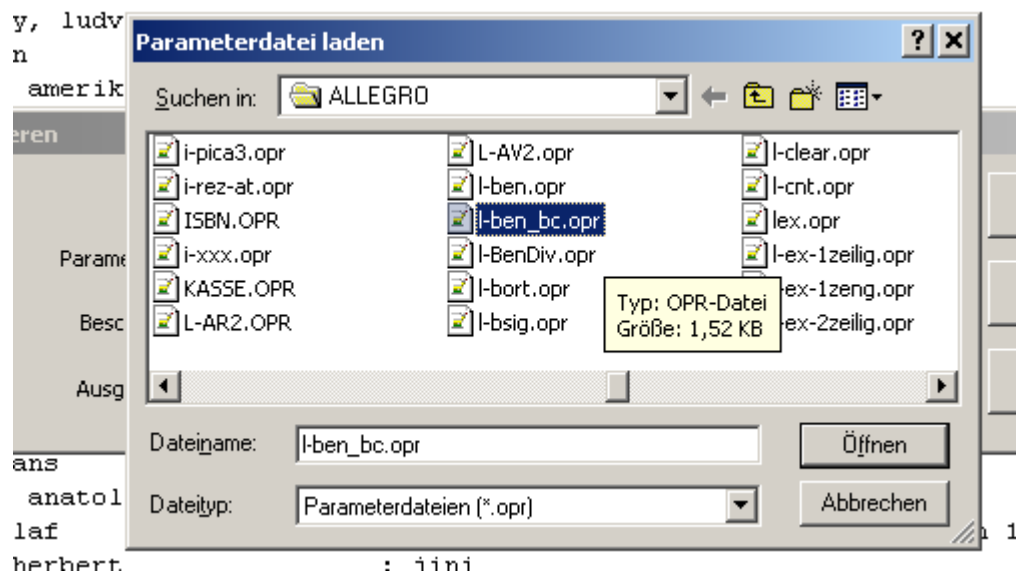 y, ludv
n
amerik
eren
Parame
Besc
Ausg
ans
anatol
laf
herbert : jini
n 1
Parameterdatei laden
Suchen in: ALLEGRO
i-pica3.opr L-AV2.opr l-clear.opr
i-rez-at.opr l-ben.opr l-cnt.opr
ISBN.OPR l-ben_bc.opr lex.opr
i-xxx.opr l-BenDiv.opr l-ex-1zeilig.opr
KASSE.OPR l-bort.opr -ex-1zeng.opr
L-AR2.OPR l-bsig.opr -ex-2zeilig.opr
Typ: OPR-Datei
Größe: 1,52 KB
Dateiname: l-ben_bc.opr Öffnen
Dateityp: Parameterdateien (*.opr) Abbrechen